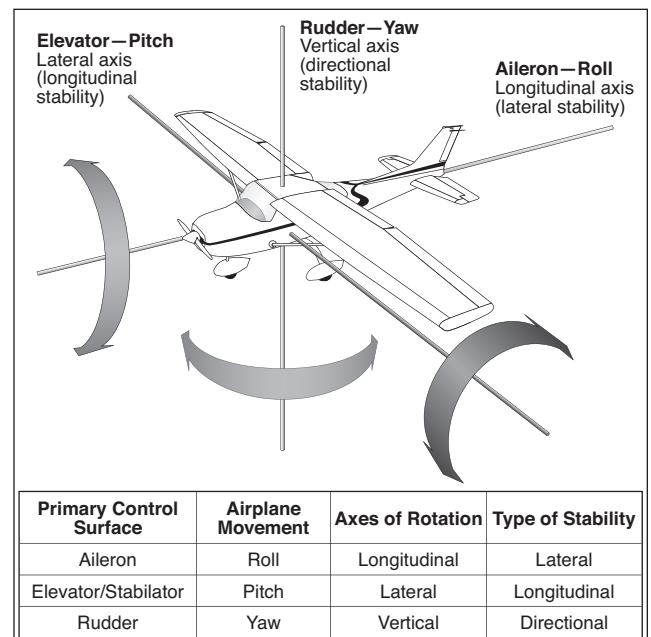 Elevator—Pitch
Lateral axis
(longitudinal
stability)
Rudder—Yaw
Vertical axis
(directional
stability)
Aileron—Roll
Longitudinal axis
(lateral stability)
Primary Control Surface | Airplane Movement | Axes of Rotation | Type of Stability
Aileron | Roll | Longitudinal | Lateral
Elevator/Stabilator | Pitch | Lateral | Longitudinal
Rudder | Yaw | Vertical | Directional